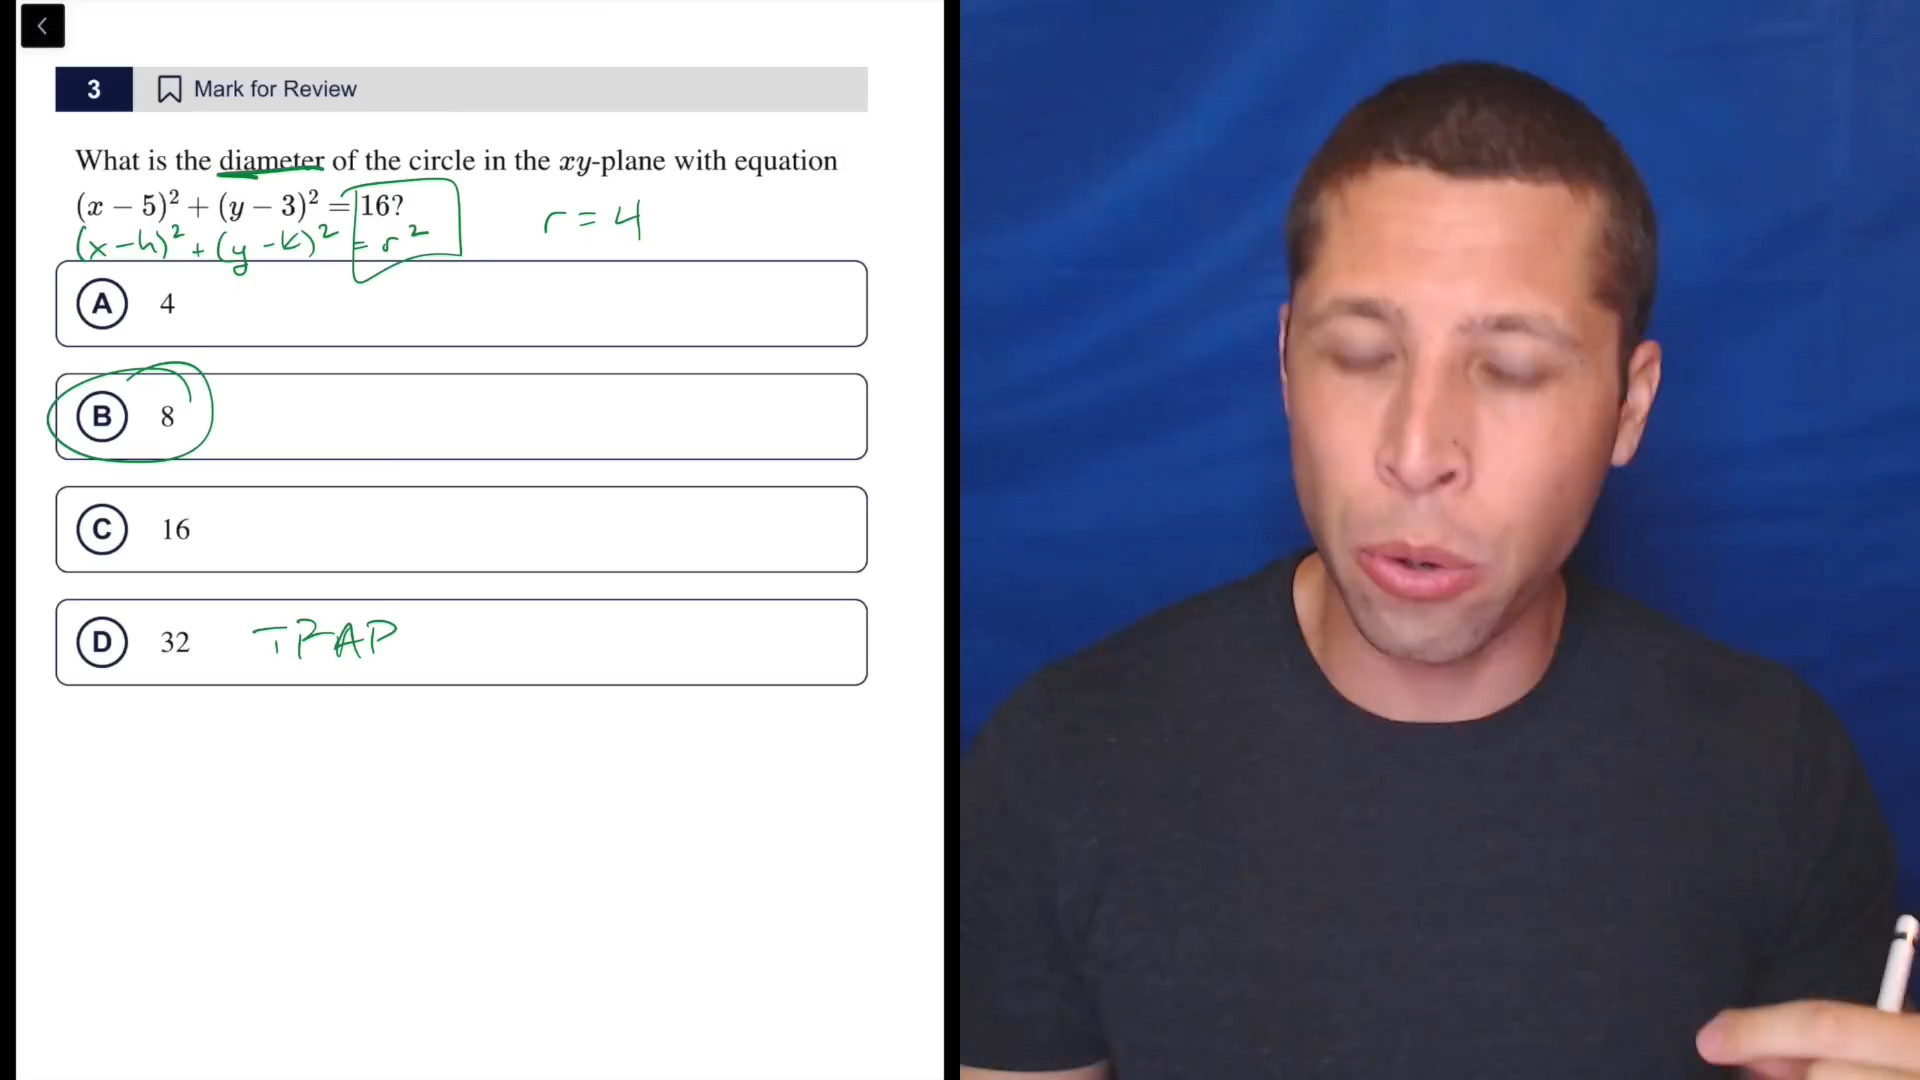 3 Mark for Review
What is the diameter of the circle in the xy-plane with equation
(x − 5)² + (y − 3)² = 16?
r = 4
(x-h)² + (y-k)² = r²
A 4
B 8
C 16
D 32 TRAP